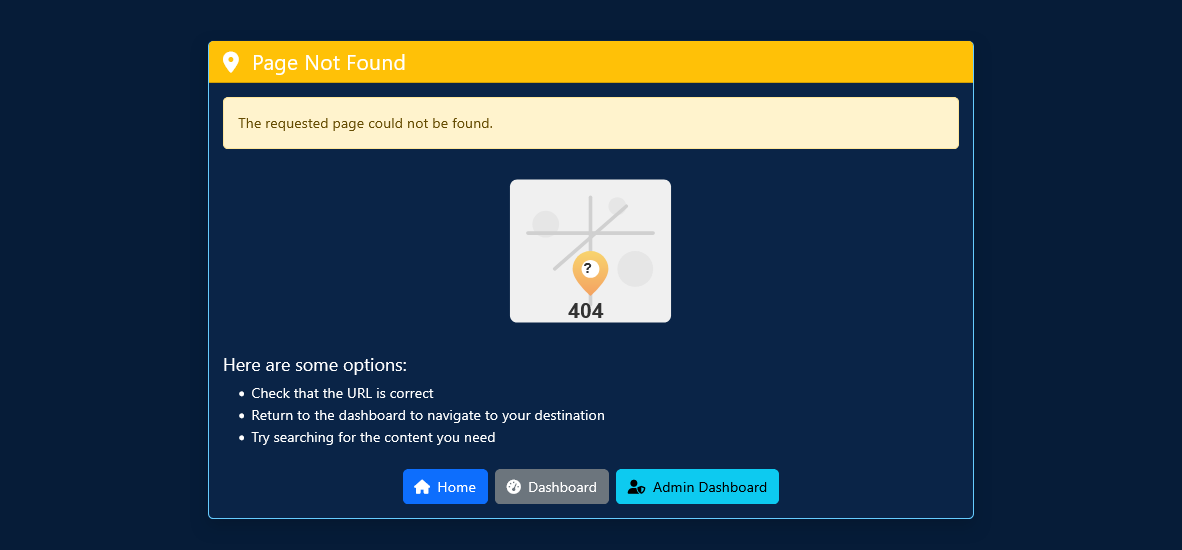 Page Not Found
The requested page could not be found.
?
404
Here are some options:
Check that the URL is correct
Return to the dashboard to navigate to your destination
Try searching for the content you need
Home
Dashboard
Admin Dashboard